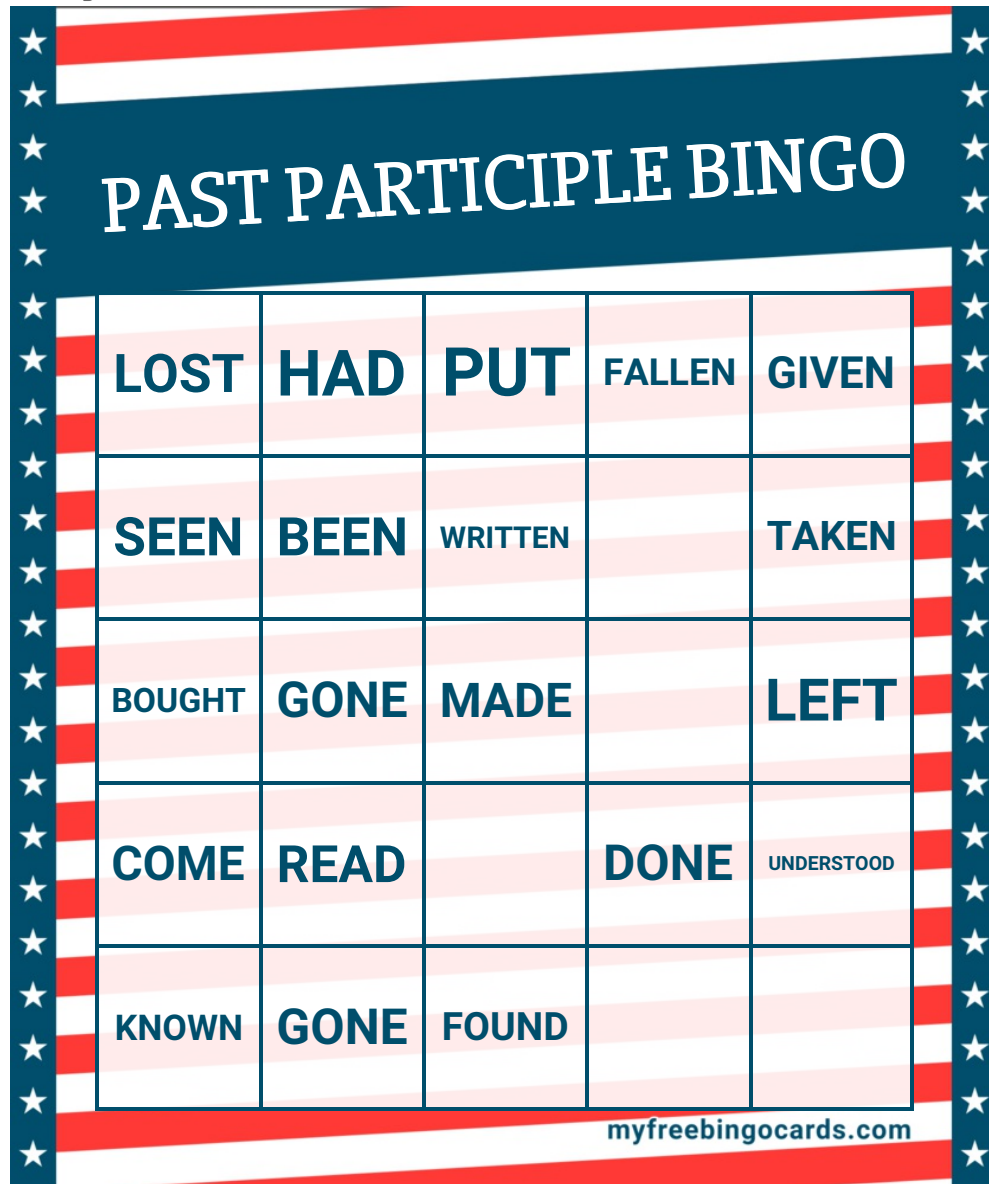 PAST PARTICIPLE BINGO
LOST HAD PUT FALLEN GIVEN
SEEN BEEN WRITTEN TAKEN
BOUGHT GONE MADE LEFT
COME READ DONE UNDERSTOOD
KNOWN GONE FOUND
myfreebingocards.com